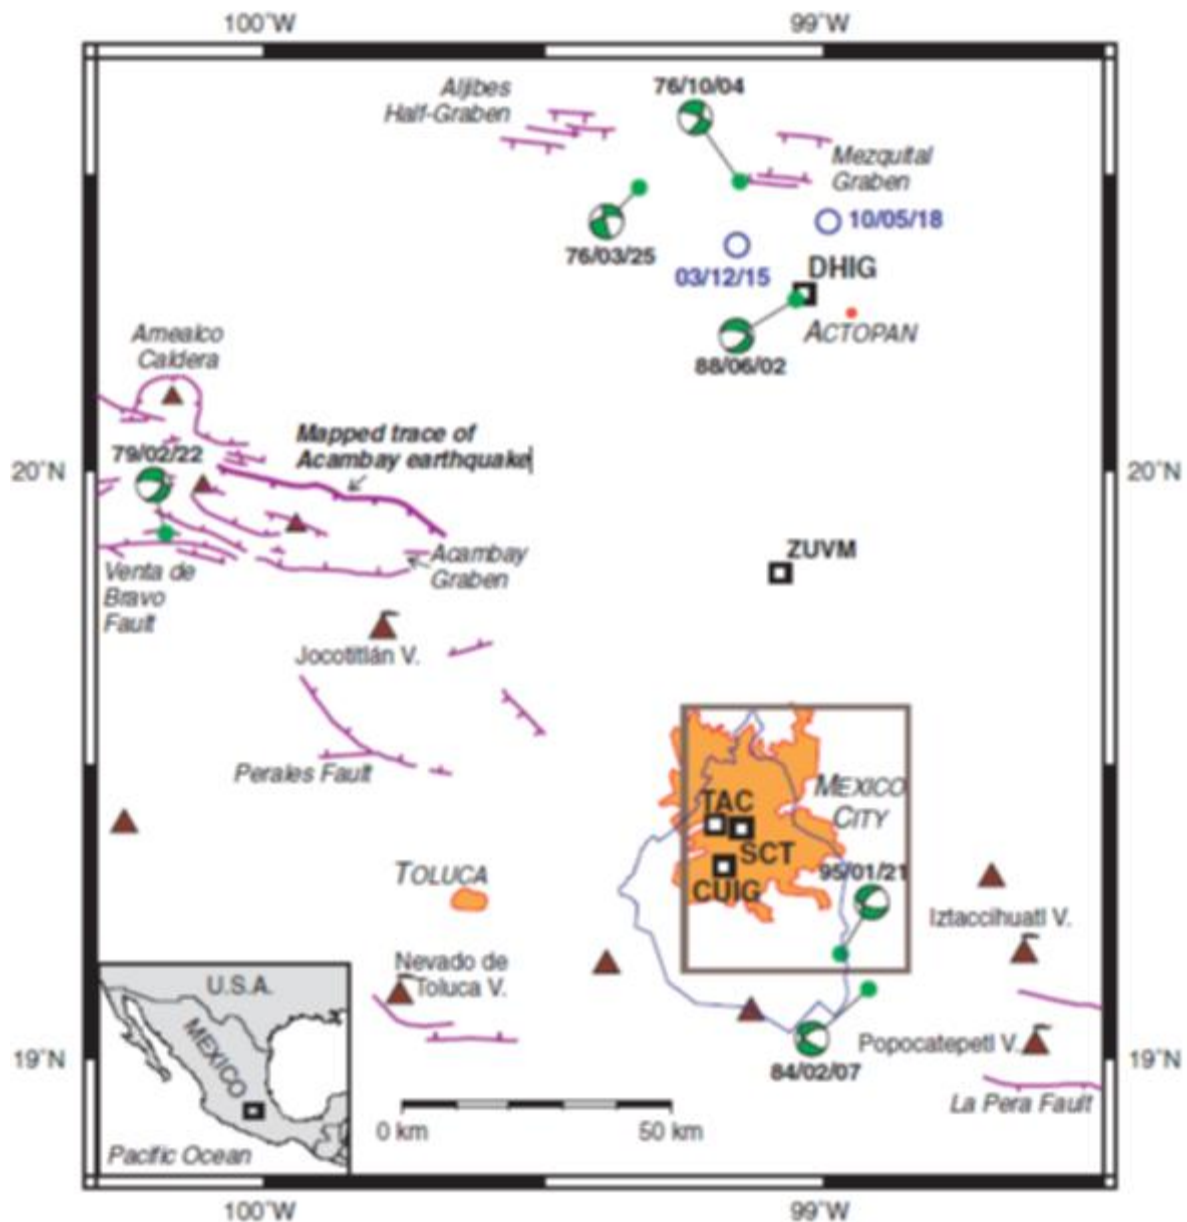 100°W
99°W
Aljibes
Half-Graben
76/10/04
Mezquital
Graben
10/05/18
76/03/25
03/12/15
DHIG
ACTOPAN
88/06/02
Amealco
Caldera
Mapped trace of
Acambay earthquake
79/02/22
20°N
20°N
ZUVM
Acambay
Graben
Venta de
Bravo
Fault
Jocotitlán V.
Perales Fault
MEXICO
CITY
TAC
SCT
CUIG
95/01/21
TOLUCA
Iztaccihuatl V.
Nevado de
Toluca V.
U.S.A.
MEXICO
Pacific Ocean
Popocatepetl V.
84/02/07
19°N
19°N
La Pera Fault
0 km
50 km
100°W
99°W